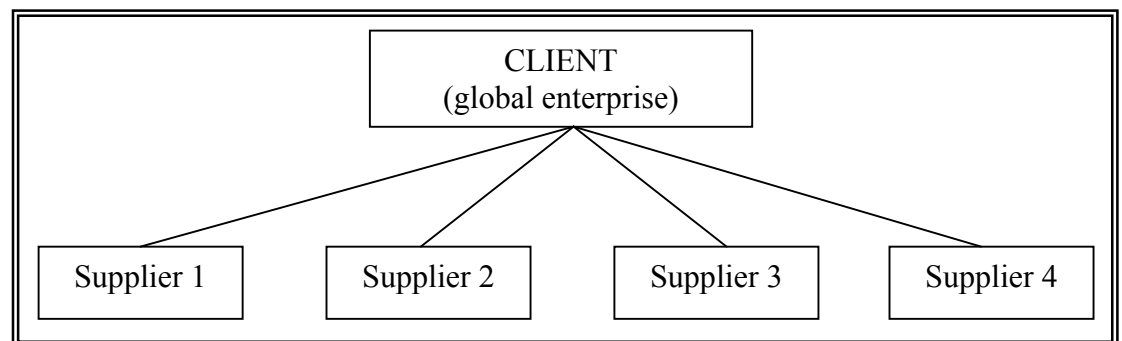 CLIENT
(global enterprise)
Supplier 1
Supplier 2
Supplier 3
Supplier 4